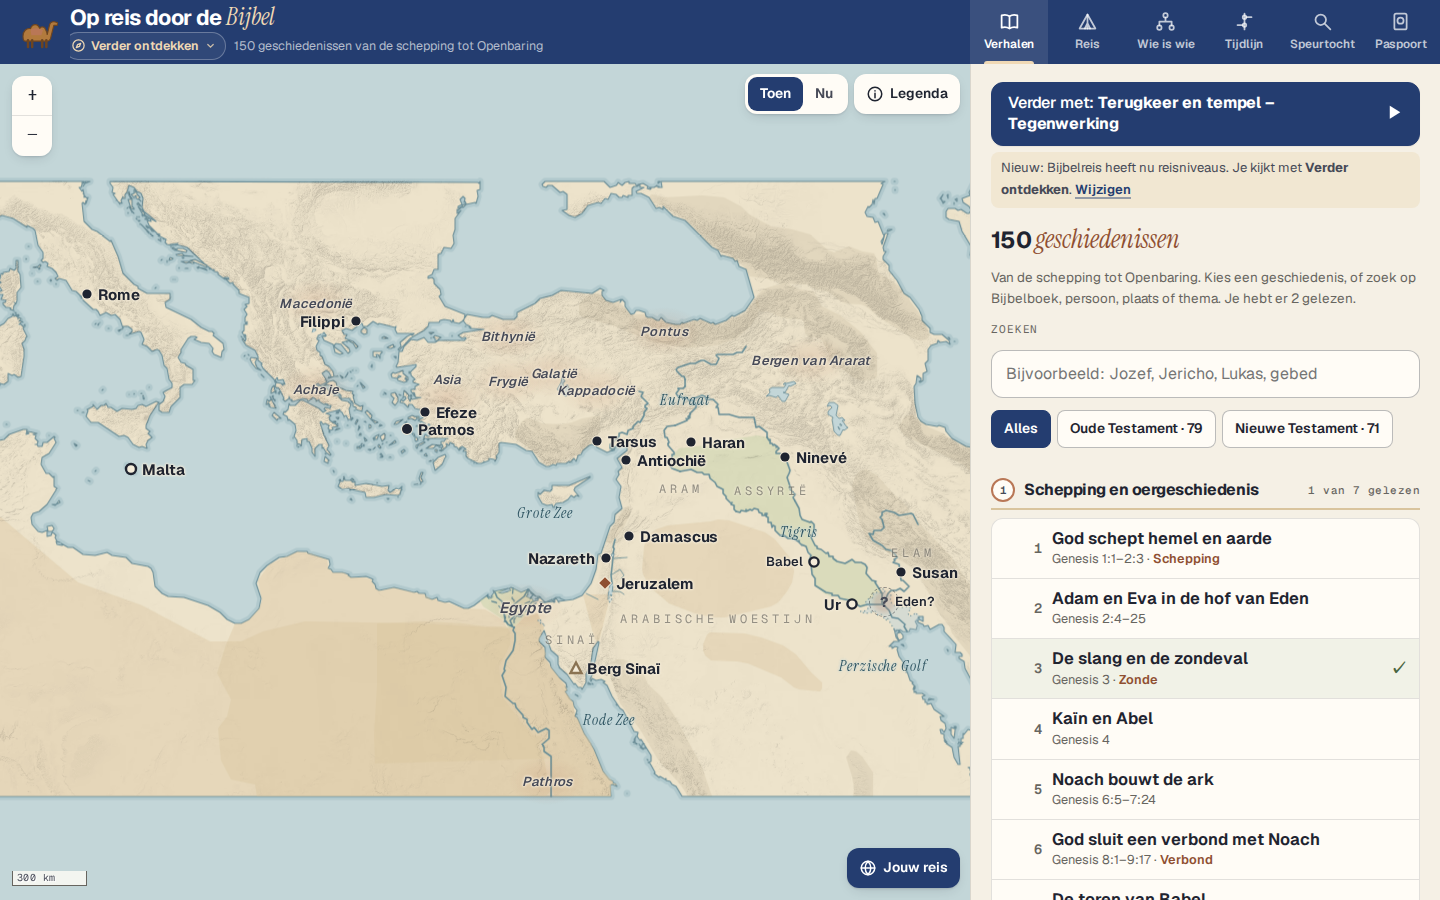 Op reis door de Bijbel
Verder ontdekken
150 geschiedenissen van de schepping tot Openbaring
Verhalen
Reis
Wie is wie
Tijdlijn
Speurtocht
Paspoort
+
−
Toen
Nu
Legenda
Rome
Macedonië
Filippi
Bithynië
Pontus
Bergen van Ararat
Achaje
Asia
Frygië
Galatië
Kappadocië
Eufraat
Efeze
Patmos
Tarsus
Haran
Antiochië
Ninevé
Malta
ARAM
ASSYRIË
Grote Zee
Tigris
Damascus
Nazareth
Babel
ELAM
Susan
Jeruzalem
Egypte
Ur
? Eden?
ARABISCHE WOESTIJN
SINAÏ
Berg Sinaï
Perzische Golf
Rode Zee
Pathros
300 km
Jouw reis
Verder met: Terugkeer en tempel –
Tegenwerking
Nieuw: Bijbelreis heeft nu reisniveaus. Je kijkt met Verder
ontdekken. Wijzigen
150 geschiedenissen
Van de schepping tot Openbaring. Kies een geschiedenis, of zoek op
Bijbelboek, persoon, plaats of thema. Je hebt er 2 gelezen.
ZOEKEN
Bijvoorbeeld: Jozef, Jericho, Lukas, gebed
Alles
Oude Testament · 79
Nieuwe Testament · 71
1 Schepping en oergeschiedenis 1 van 7 gelezen
1 God schept hemel en aarde
Genesis 1:1–2:3 · Schepping
2 Adam en Eva in de hof van Eden
Genesis 2:4–25
3 De slang en de zondeval ✓
Genesis 3 · Zonde
4 Kaïn en Abel
Genesis 4
5 Noach bouwt de ark
Genesis 6:5–7:24
6 God sluit een verbond met Noach
Genesis 8:1–9:17 · Verbond
De toren van Babel